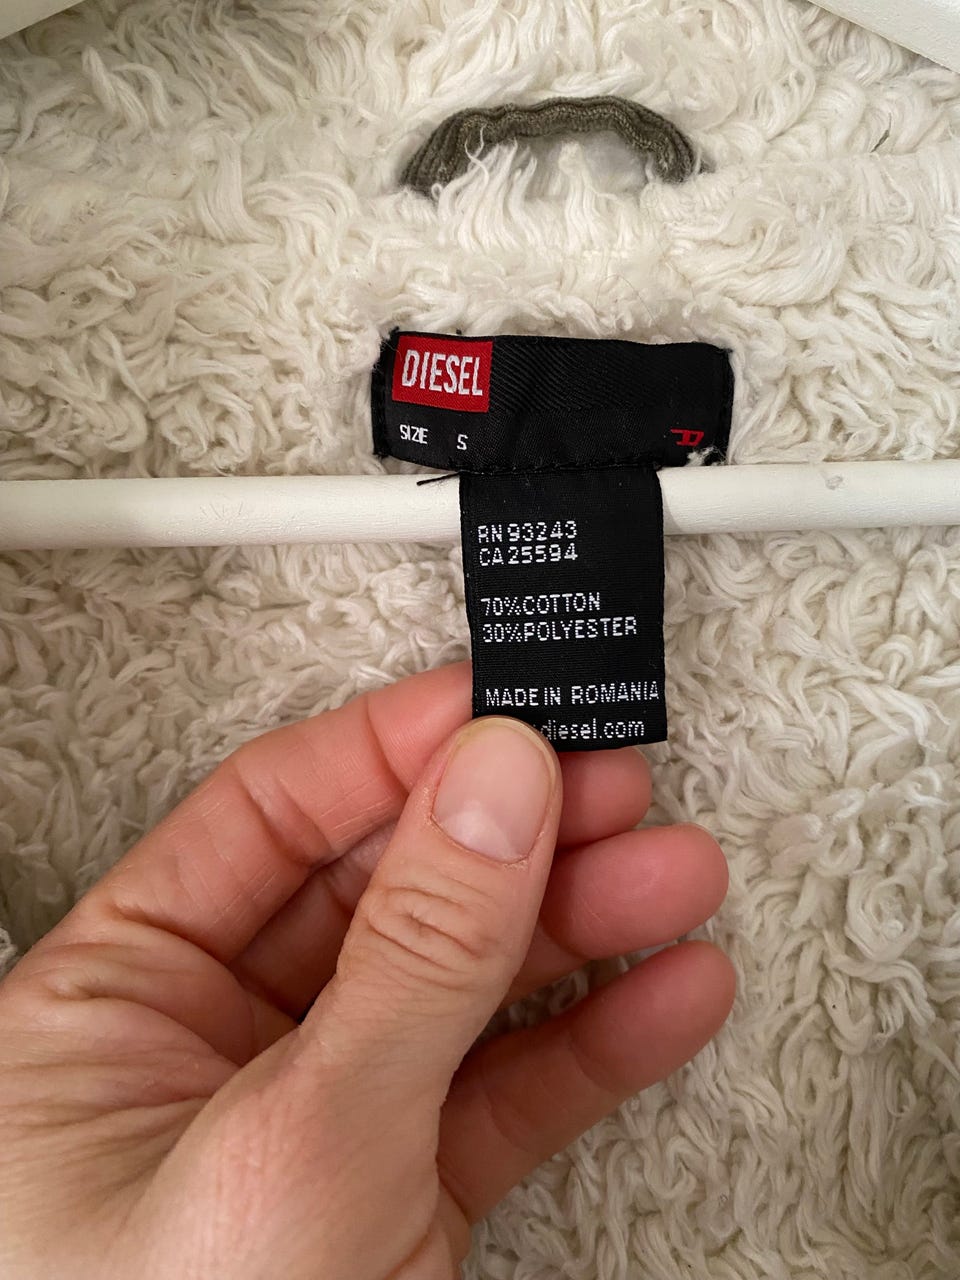 DIESEL
SIZE S
RN 93243
CA 25594
70% COTTON
30% POLYESTER
MADE IN ROMANIA
diesel.com